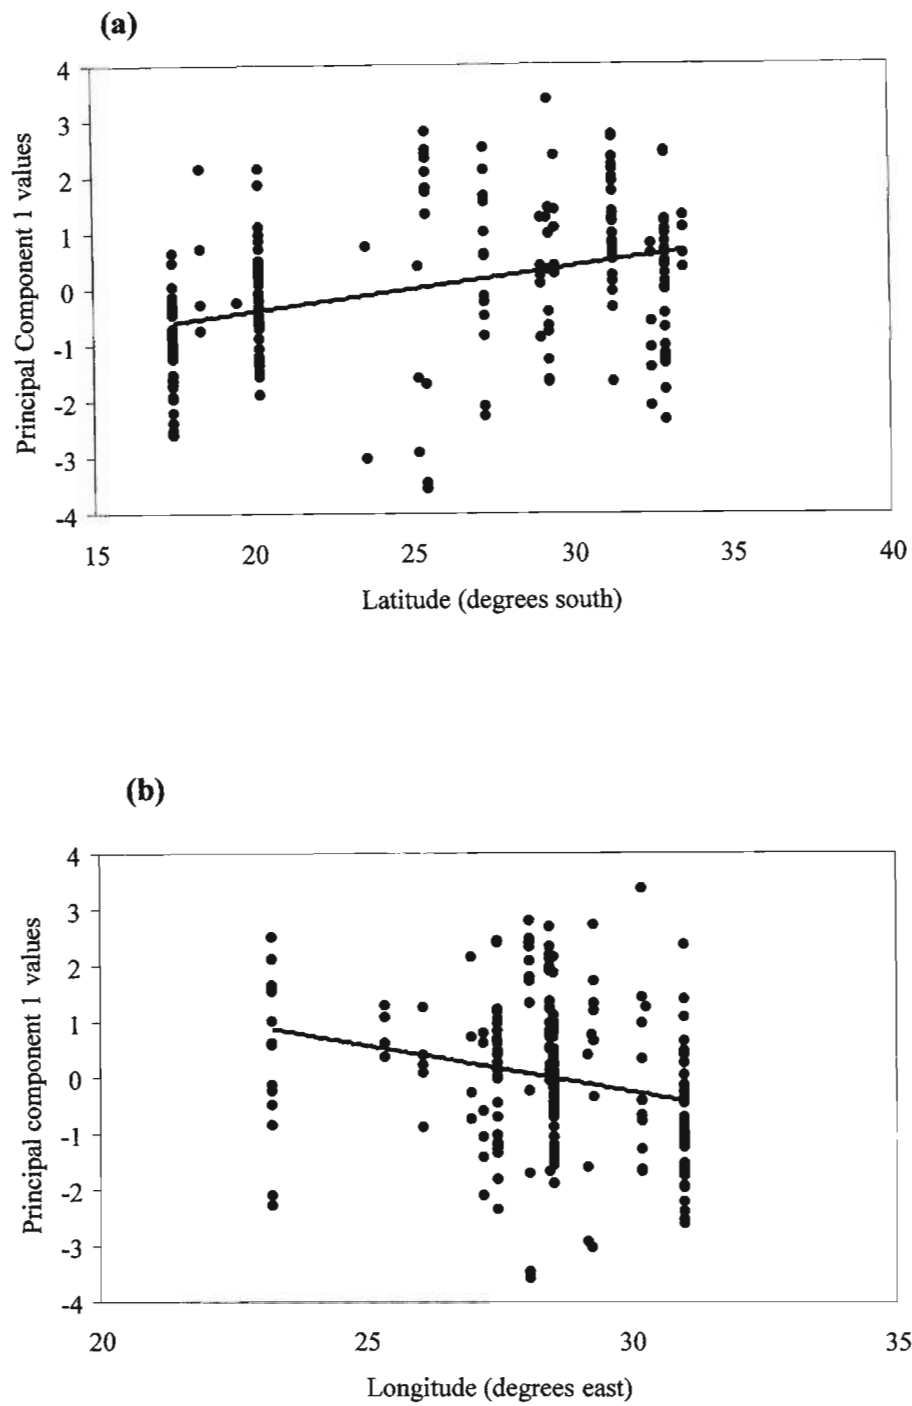 (a)
4
3
2
1
0
-1
-2
-3
-4
Principal Component 1 values
15 20 25 30 35 40
Latitude (degrees south)
(b)
4
3
2
1
0
-1
-2
-3
-4
Principal component 1 values
20 25 30 35
Longitude (degrees east)